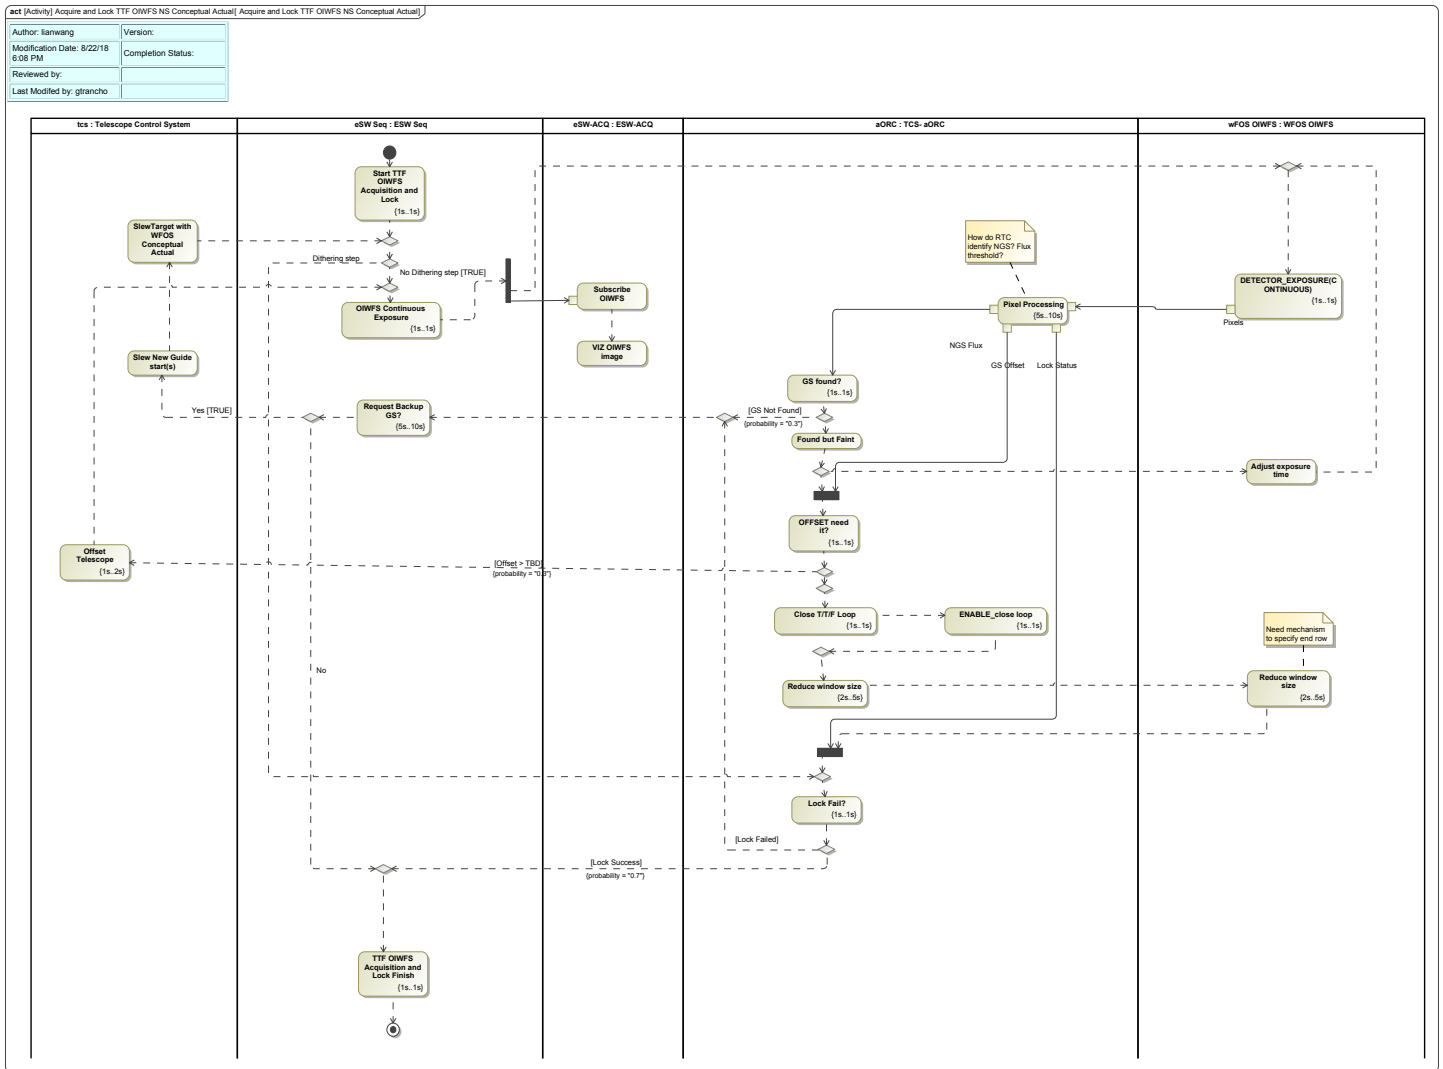 act [Activity] Acquire and Lock TTF OIWFS NS Conceptual Actual[ Acquire and Lock TTF OIWFS NS Conceptual Actual]
Author: lianwang
Version:
Modification Date: 8/22/18
6:08 PM
Completion Status:
Reviewed by:
Last Modifed by: gtrancho
tcs : Telescope Control System
eSW Seq : ESW Seq
eSW-ACQ : ESW-ACQ
aORC : TCS- aORC
wFOS OIWFS : WFOS OIWFS
Start TTF
OIWFS
Acquisition and
Lock
{1s..1s}
SlewTarget with
WFOS
Conceptual
Actual
Dithering step
No Dithering step [TRUE]
OIWFS Continuous
Exposure
{1s..1s}
Subscribe
OIWFS
ViZ OIWFS
image
How do RTC
identify NGS? Flux
threshold?
Pixel Processing
{5s..10s}
DETECTOR_EXPOSURE(C
ONTINUOUS)
{1s..1s}
Pixels
NGS Flux
GS Offset
Lock Status
Slew New Guide
start(s)
GS found?
{1s..1s}
Yes [TRUE]
Request Backup
GS?
{5s..10s}
[GS Not Found]
{probability = "0.3"}
Found but Faint
Adjust exposure
time
OFFSET need
it?
{1s..1s}
Offset
Telescope
{1s..2s}
[Offset > TBD]
{probability = "0.3"}
Close T/T/F Loop
{1s..1s}
ENABLE_close loop
{1s..1s}
Need mechanism
to specify end row
No
Reduce window size
{2s..5s}
Reduce window
size
{2s..5s}
Lock Fail?
{1s..1s}
[Lock Failed]
[Lock Success]
{probability = "0.7"}
TTF OIWFS
Acquisition and
Lock Finish
{1s..1s}